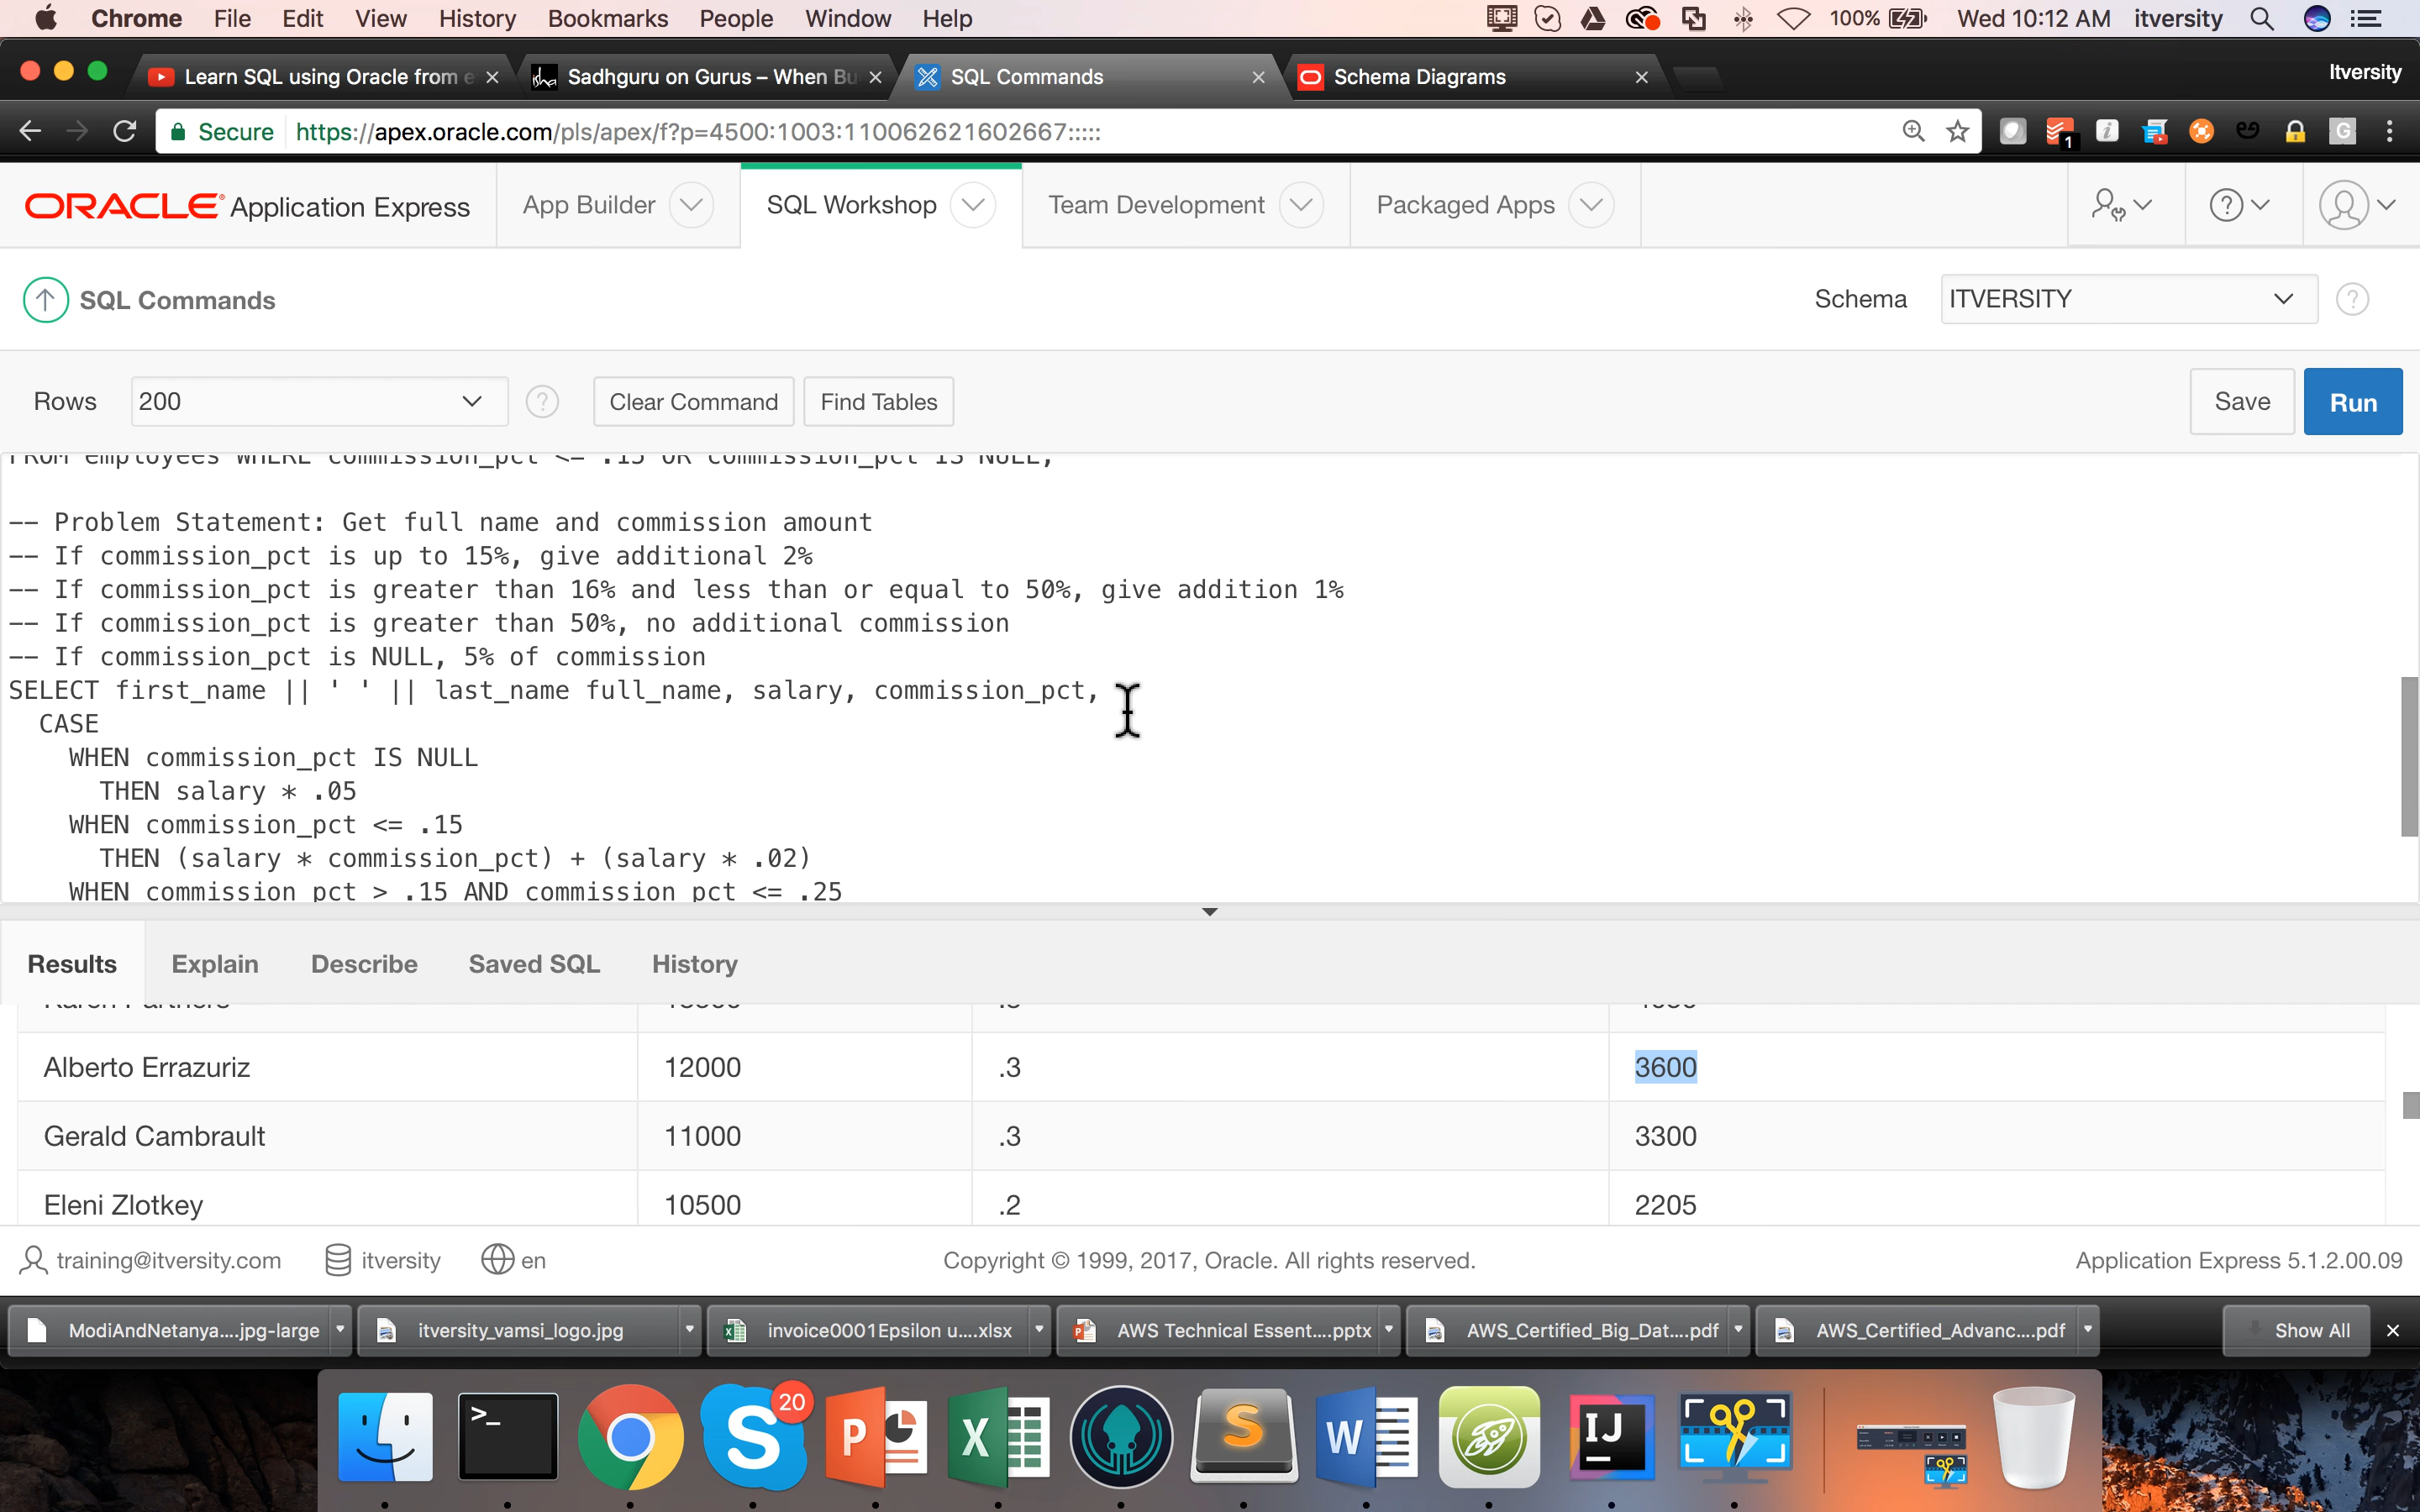 Chrome File Edit View History Bookmarks People Window Help 100% Wed 10:12 AM itversity
Learn SQL using Oracle from e Sadhguru on Gurus – When Bu SQL Commands Schema Diagrams Itversity
Secure https://apex.oracle.com/pls/apex/f?p=4500:1003:110062621602667::::: 1
ORACLE Application Express App Builder SQL Workshop Team Development Packaged Apps
SQL Commands Schema ITVERSITY
Rows 200 Clear Command Find Tables Save Run
FROM employees WHERE commission_pct <= .15 OR commission_pct IS NULL;
-- Problem Statement: Get full name and commission amount
-- If commission_pct is up to 15%, give additional 2%
-- If commission_pct is greater than 16% and less than or equal to 50%, give addition 1%
-- If commission_pct is greater than 50%, no additional commission
-- If commission_pct is NULL, 5% of commission
SELECT first_name || ' ' || last_name full_name, salary, commission_pct,
CASE
WHEN commission_pct IS NULL
THEN salary * .05
WHEN commission_pct <= .15
THEN (salary * commission_pct) + (salary * .02)
WHEN commission_pct > .15 AND commission_pct <= .25
Results Explain Describe Saved SQL History
Alberto Errazuriz 12000 .3 3600
Gerald Cambrault 11000 .3 3300
Eleni Zlotkey 10500 .2 2205
training@itversity.com itversity en Copyright © 1999, 2017, Oracle. All rights reserved. Application Express 5.1.2.00.09
ModiAndNetanya....jpg-large itversity_vamsi_logo.jpg invoice0001Epsilon u....xlsx AWS Technical Essent....pptx AWS_Certified_Big_Dat....pdf AWS_Certified_Advanc....pdf Show All
20